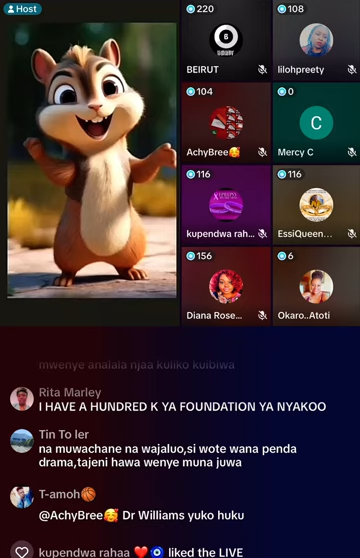 Host
220
108
BEIRUT
lilohpreety
104
0
C
AchyBree🥰
Mercy C
116
116
kupendwa rah...
EssiQueen...
156
6
Diana Rose...
Okaro..Atoti
mwenye analala njaa kuliko kuibiwa
Rita Marley
I HAVE A HUNDRED K YA FOUNDATION YA NYAKOO
Tin To ler
na muwachane na wajaluo,si wote wana penda
drama,tajeni hawa wenye muna juwa
T-amoh🏀
@AchyBree🥰 Dr Williams yuko huku
kupendwa rahaa ❤️🧿 liked the LIVE